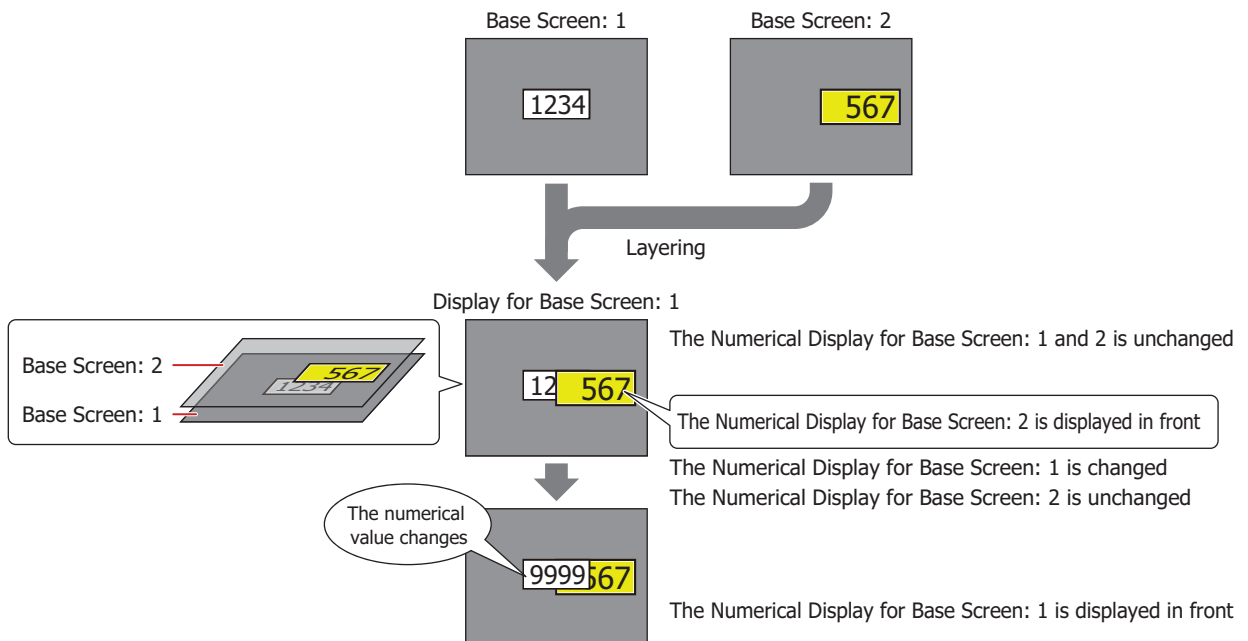 Base Screen: 1
Base Screen: 2
1234
567
Layering
Display for Base Screen: 1
The Numerical Display for Base Screen: 1 and 2 is unchanged
Base Screen: 2
Base Screen: 1
1234
567
12
567
The Numerical Display for Base Screen: 2 is displayed in front
The Numerical Display for Base Screen: 1 is changed
The Numerical Display for Base Screen: 2 is unchanged
The numerical
value changes
9999
567
The Numerical Display for Base Screen: 1 is displayed in front